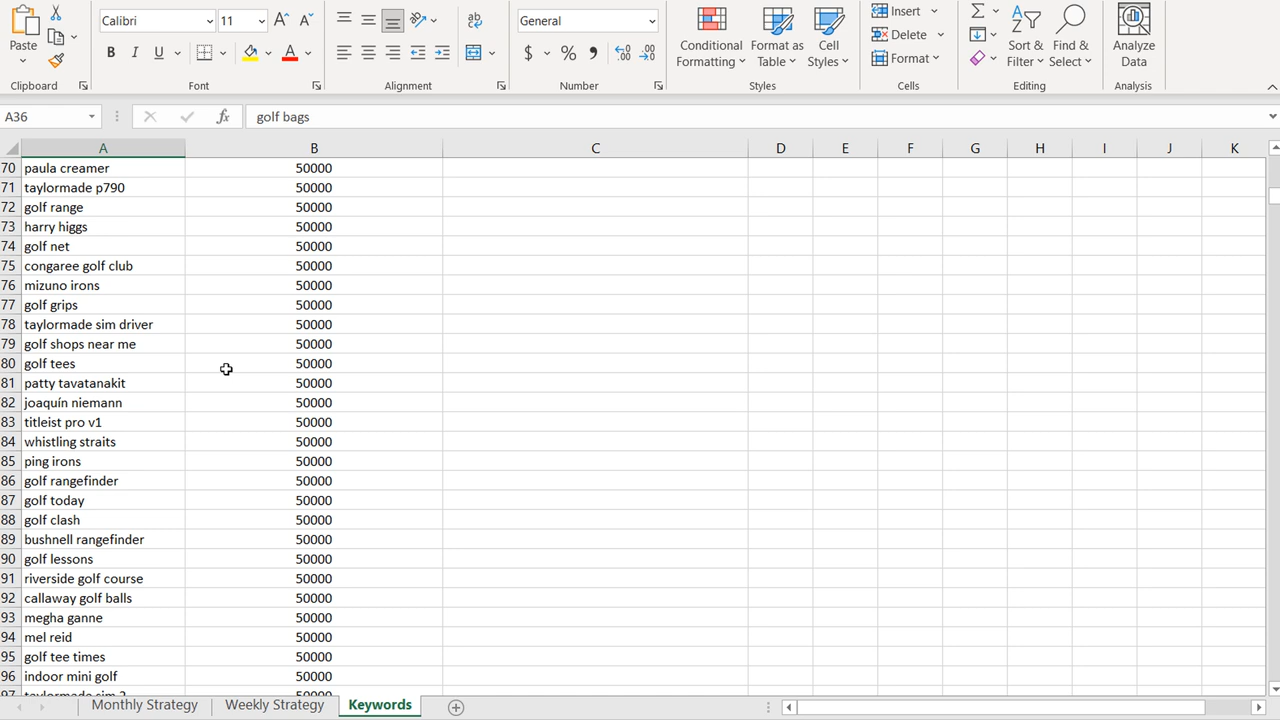 Calibri 11 General
Insert
Delete
Format
Paste
B I U A $ % 
Conditional Formatting
Format as Table
Cell Styles
Sort & Filter
Find & Select
Analyze Data
Clipboard Font Alignment Number Styles Cells Editing Analysis
A36 fx golf bags
A B C D E F G H I J K
70 paula creamer 50000
71 taylormade p790 50000
72 golf range 50000
73 harry higgs 50000
74 golf net 50000
75 congaree golf club 50000
76 mizuno irons 50000
77 golf grips 50000
78 taylormade sim driver 50000
79 golf shops near me 50000
80 golf tees 50000
81 patty tavatanakit 50000
82 joaquín niemann 50000
83 titleist pro v1 50000
84 whistling straits 50000
85 ping irons 50000
86 golf rangefinder 50000
87 golf today 50000
88 golf clash 50000
89 bushnell rangefinder 50000
90 golf lessons 50000
91 riverside golf course 50000
92 callaway golf balls 50000
93 megha ganne 50000
94 mel reid 50000
95 golf tee times 50000
96 indoor mini golf 50000
97 taylormade sim 2 50000
Monthly Strategy Weekly Strategy Keywords